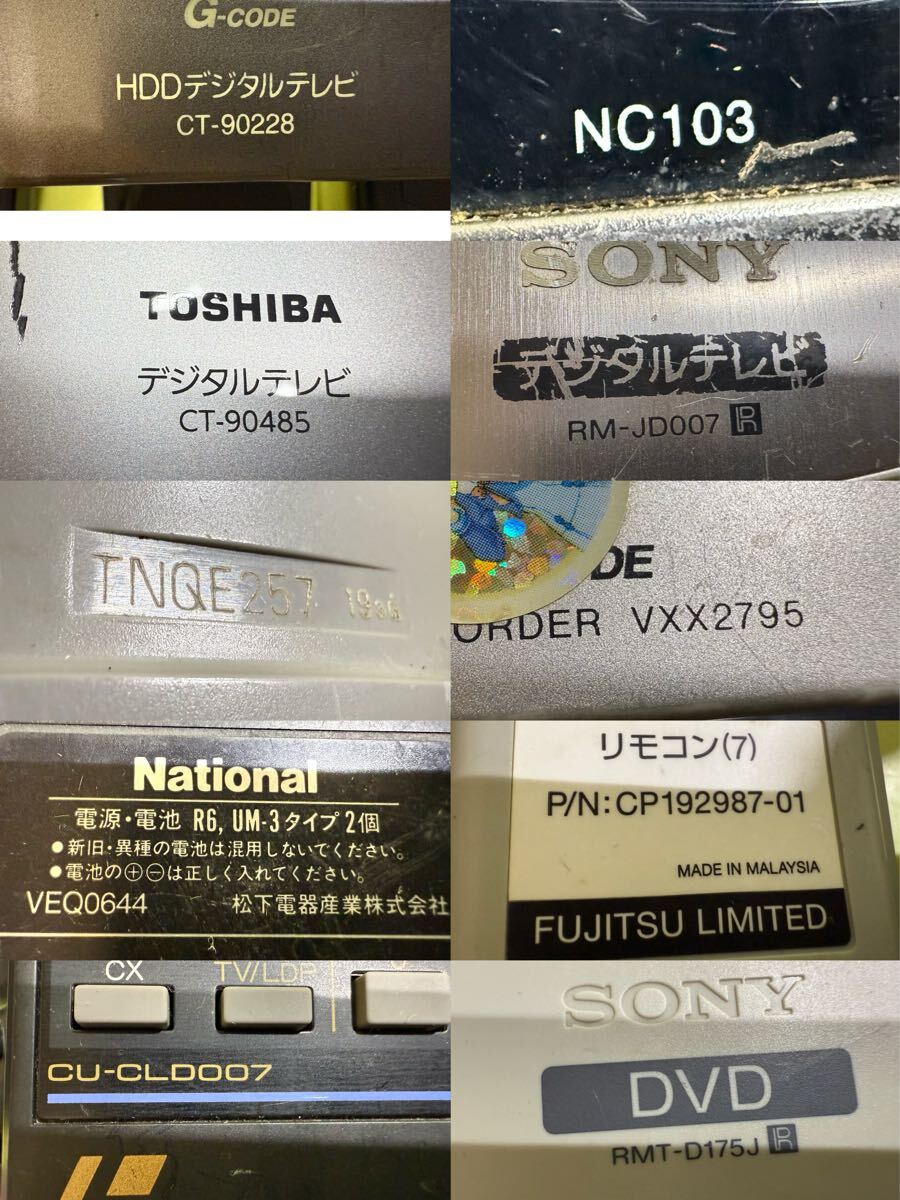 G-CODE
HDDデジタルテレビ
CT-90228
NC103
TOSHIBA
デジタルテレビ
CT-90485
SONY
デジタルテレビ
RM-JD007 R
TNQE257
DE
ORDER VXX2795
National
電源・電池 R6, UM-3タイプ2個
●新旧・異種の電池は混用しないでください。
●電池の⊕⊖は正しく入れてください。
VEQ0644 松下電器産業株式会社
リモコン(7)
P/N:CP192987-01
MADE IN MALAYSIA
FUJITSU LIMITED
CX TV/LDP
CU-CLD007
SONY
DVD
RMT-D175J R